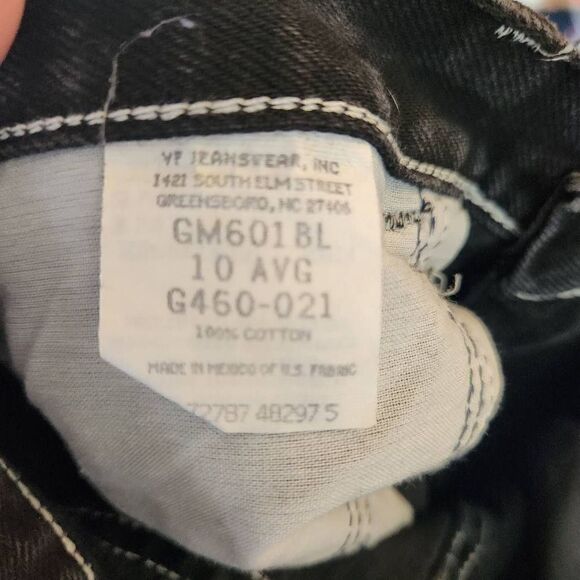 VF JEANSWEAR, INC
1421 SOUTH ELM STREET
GREENSBORO, NC 27406
GM601BL
10 AVG
G460-021
100% COTTON
MADE IN MEXICO OF U.S. FABRIC
72787 48297 5